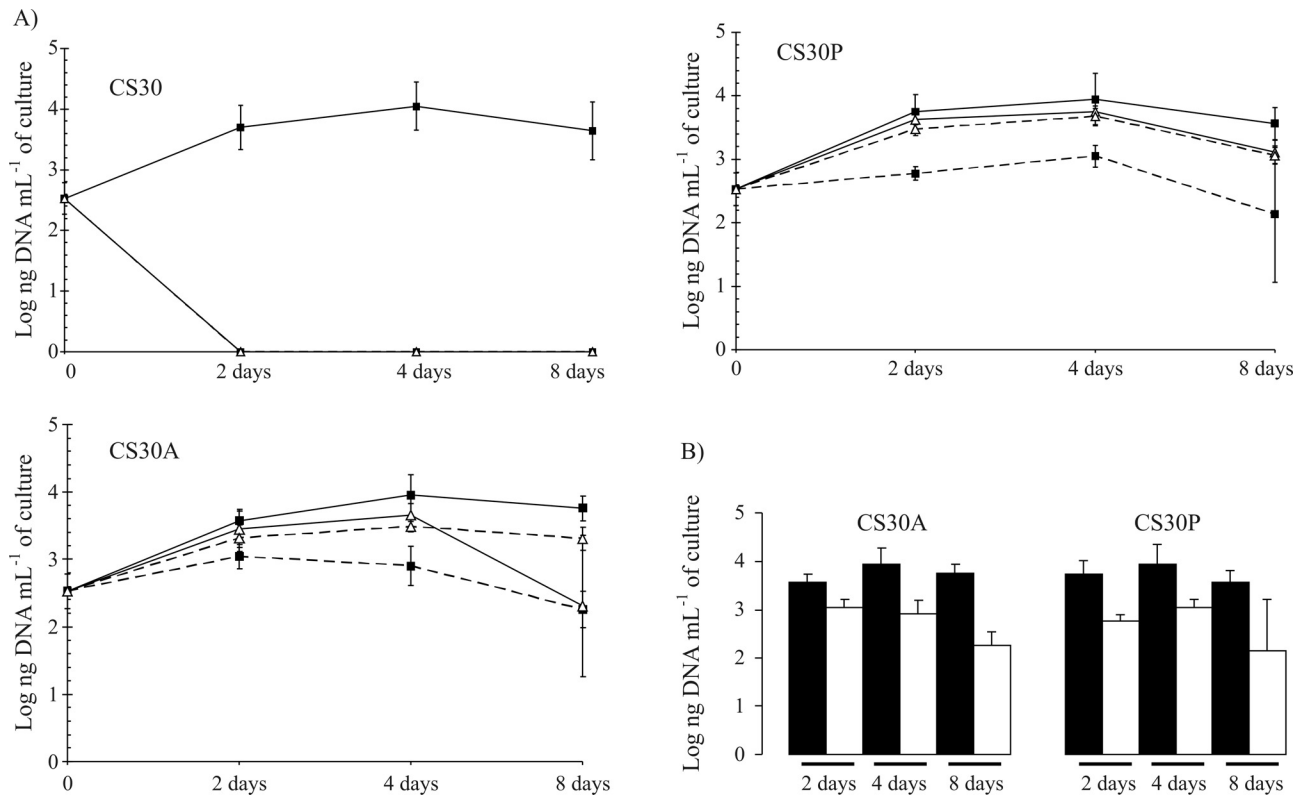 A)
CS30
Log ng DNA mL⁻¹ of culture
5
4
3
2
1
0
0 2 days 4 days 8 days
CS30P
Log ng DNA mL⁻¹ of culture
5
4
3
2
1
0
0 2 days 4 days 8 days
CS30A
Log ng DNA mL⁻¹ of culture
5
4
3
2
1
0
0 2 days 4 days 8 days
B)
Log ng DNA mL⁻¹ of culture
CS30A CS30P
5
4
3
2
1
0
2 days 4 days 8 days 2 days 4 days 8 days